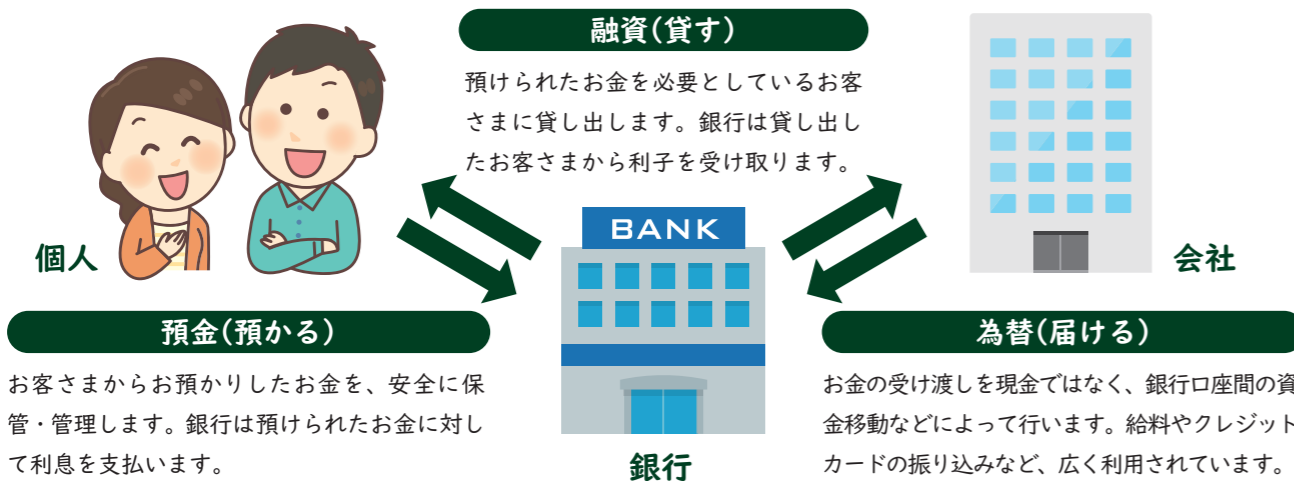 融資(貸す)
預けられたお金を必要としているお客
さまに貸し出します。銀行は貸し出し
たお客さまから利子を受け取ります。
個人
BANK
会社
預金(預かる)
お客さまからお預かりしたお金を、安全に保
管・管理します。銀行は預けられたお金に対し
て利息を支払います。
銀行
為替(届ける)
お金の受け渡しを現金ではなく、銀行口座間の資
金移動などによって行います。給料やクレジット
カードの振り込みなど、広く利用されています。